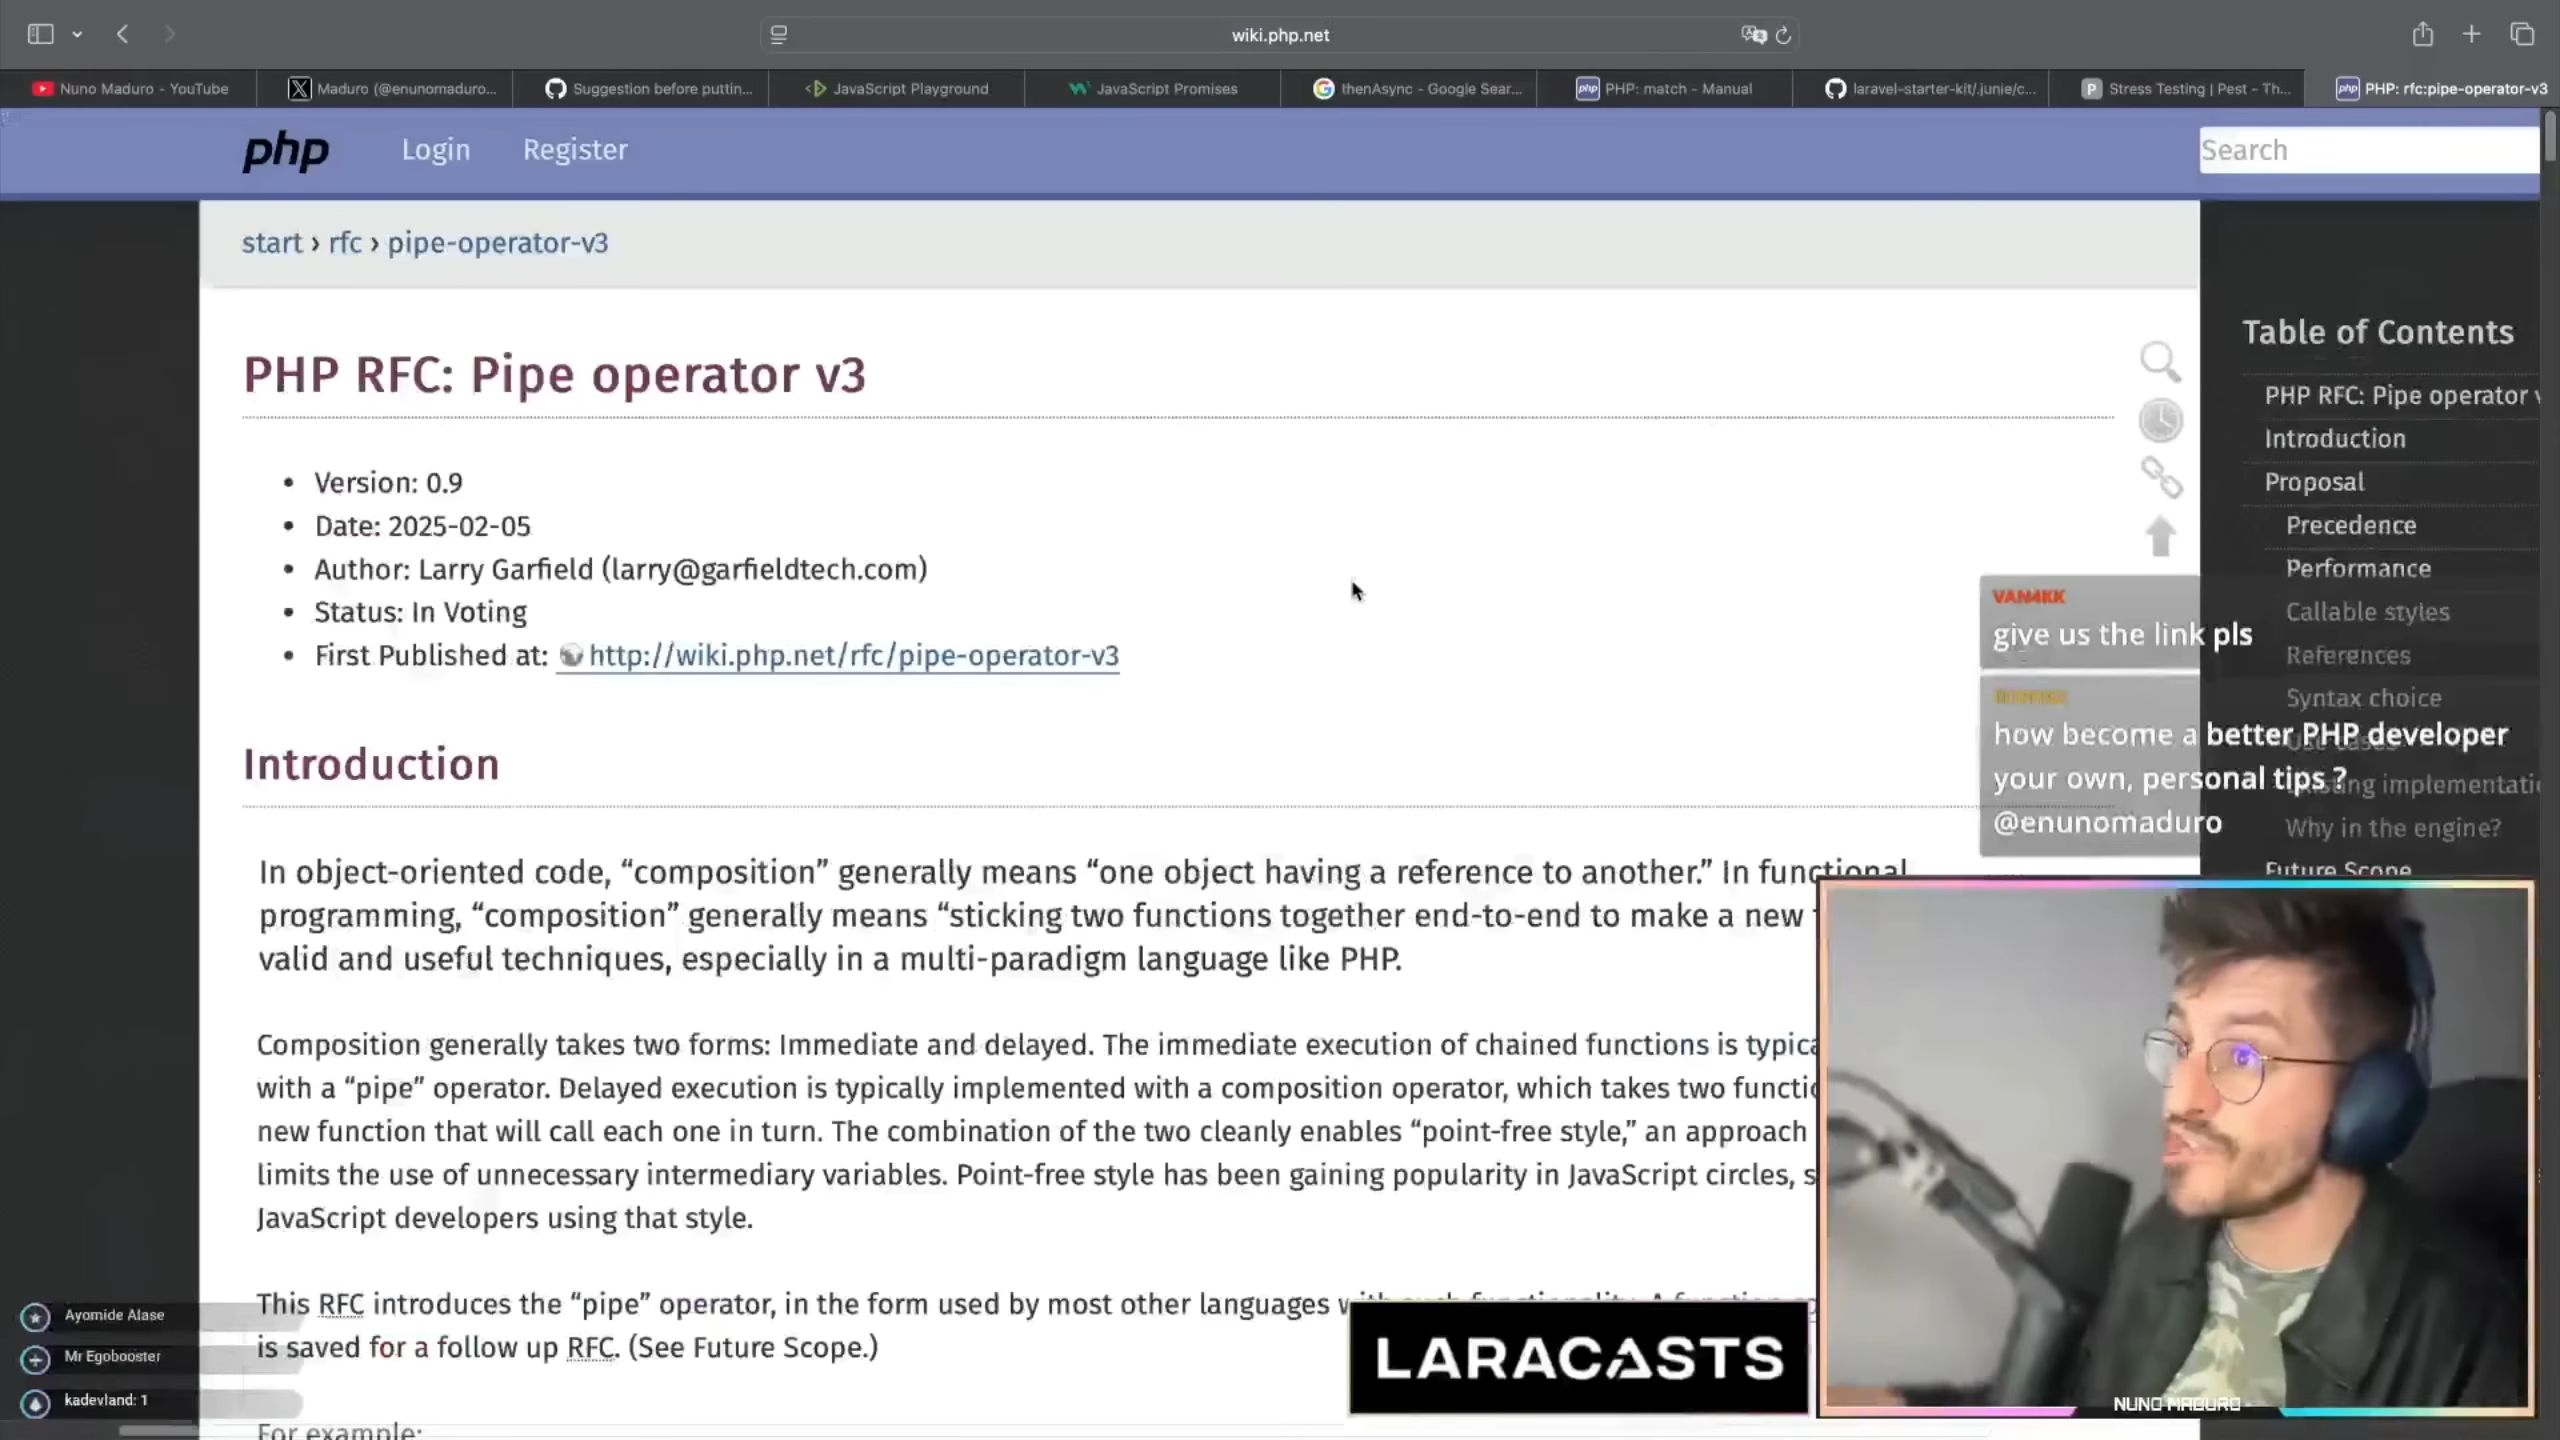 wiki.php.net
Nuno Maduro - YouTube
Maduro (@enunomaduro...
Suggestion before puttin...
JavaScript Playground
JavaScript Promises
thenAsync - Google Sear...
PHP: match - Manual
laravel-starter-kit/.junie/c...
Stress Testing | Pest - Th...
PHP: rfc:pipe-operator-v3
php
Login
Register
Search
start › rfc › pipe-operator-v3
PHP RFC: Pipe operator v3
• Version: 0.9
• Date: 2025-02-05
• Author: Larry Garfield (larry@garfieldtech.com)
• Status: In Voting
• First Published at: http://wiki.php.net/rfc/pipe-operator-v3
Introduction
In object-oriented code, “composition” generally means “one object having a reference to another.” In functional
programming, “composition” generally means “sticking two functions together end-to-end to make a new
valid and useful techniques, especially in a multi-paradigm language like PHP.
Composition generally takes two forms: Immediate and delayed. The immediate execution of chained functions is typica
with a “pipe” operator. Delayed execution is typically implemented with a composition operator, which takes two functio
new function that will call each one in turn. The combination of the two cleanly enables “point-free style,” an approach
limits the use of unnecessary intermediary variables. Point-free style has been gaining popularity in JavaScript circles, s
JavaScript developers using that style.
This RFC introduces the “pipe” operator, in the form used by most other languages with such functionality. A function
is saved for a follow up RFC. (See Future Scope.)
For example:
Table of Contents
PHP RFC: Pipe operator v
Introduction
Proposal
Precedence
Performance
Callable styles
References
Syntax choice
Use cases
Existing implementati
Why in the engine?
Future Scope
VAN4KK
give us the link pls
how become a better PHP developer
your own, personal tips ?
@enunomaduro
Ayomide Alase
Mr Egobooster
kadevland: 1
LARACASTS
NUNO MADURO